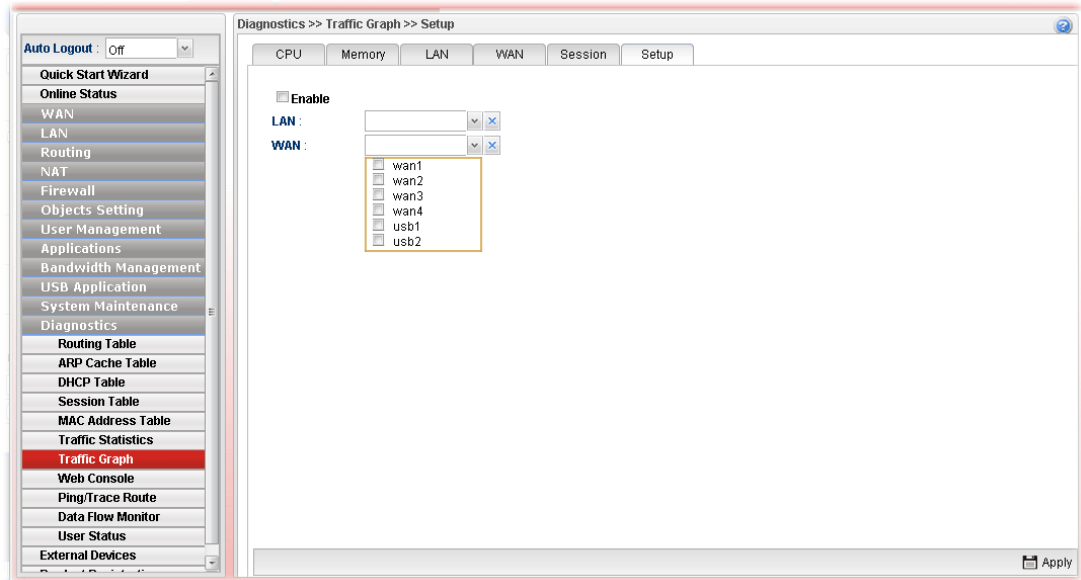 Diagnostics >> Traffic Graph >> Setup
Auto Logout : Off
Quick Start Wizard
Online Status
WAN
LAN
Routing
NAT
Firewall
Objects Setting
User Management
Applications
Bandwidth Management
USB Application
System Maintenance
Diagnostics
Routing Table
ARP Cache Table
DHCP Table
Session Table
MAC Address Table
Traffic Statistics
Traffic Graph
Web Console
Ping/Trace Route
Data Flow Monitor
User Status
External Devices
CPU Memory LAN WAN Session Setup
Enable
LAN :
WAN :
wan1
wan2
wan3
wan4
usb1
usb2
Apply